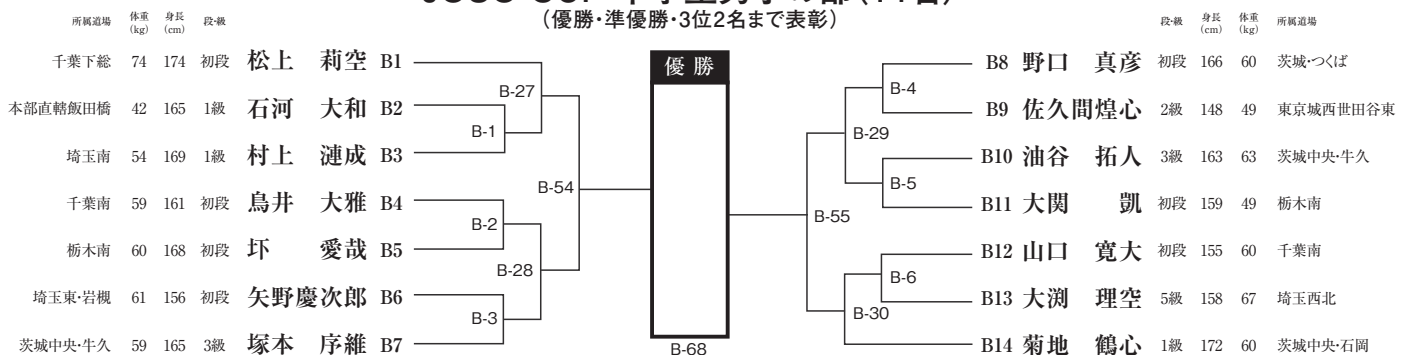 (優勝・準優勝・3位2名まで表彰)
所属道場 体重(kg) 身長(cm) 段・級
千葉下総 74 174 初段 松上 莉空 B1
本部直轄飯田橋 42 165 1級 石河 大和 B2
埼玉南 54 169 1級 村上 漣成 B3
千葉南 59 161 初段 鳥井 大雅 B4
栃木南 60 168 初段 圷 愛哉 B5
埼玉東・岩槻 61 156 初段 矢野慶次郎 B6
茨城中央・牛久 59 165 3級 塚本 序維 B7
B-27
B-1
B-54
B-2
B-28
B-3
優勝
B-68
段・級 身長(cm) 体重(kg) 所属道場
B8 野口 真彦 初段 166 60 茨城・つくば
B9 佐久間煌心 2級 148 49 東京城西世田谷東
B10 油谷 拓人 3級 163 63 茨城中央・牛久
B11 大関 凱 初段 159 49 栃木南
B12 山口 寛大 初段 155 60 千葉南
B13 大渕 理空 5級 158 67 埼玉西北
B14 菊地 鶴心 1級 172 60 茨城中央・石岡
B-4
B-29
B-5
B-55
B-6
B-30